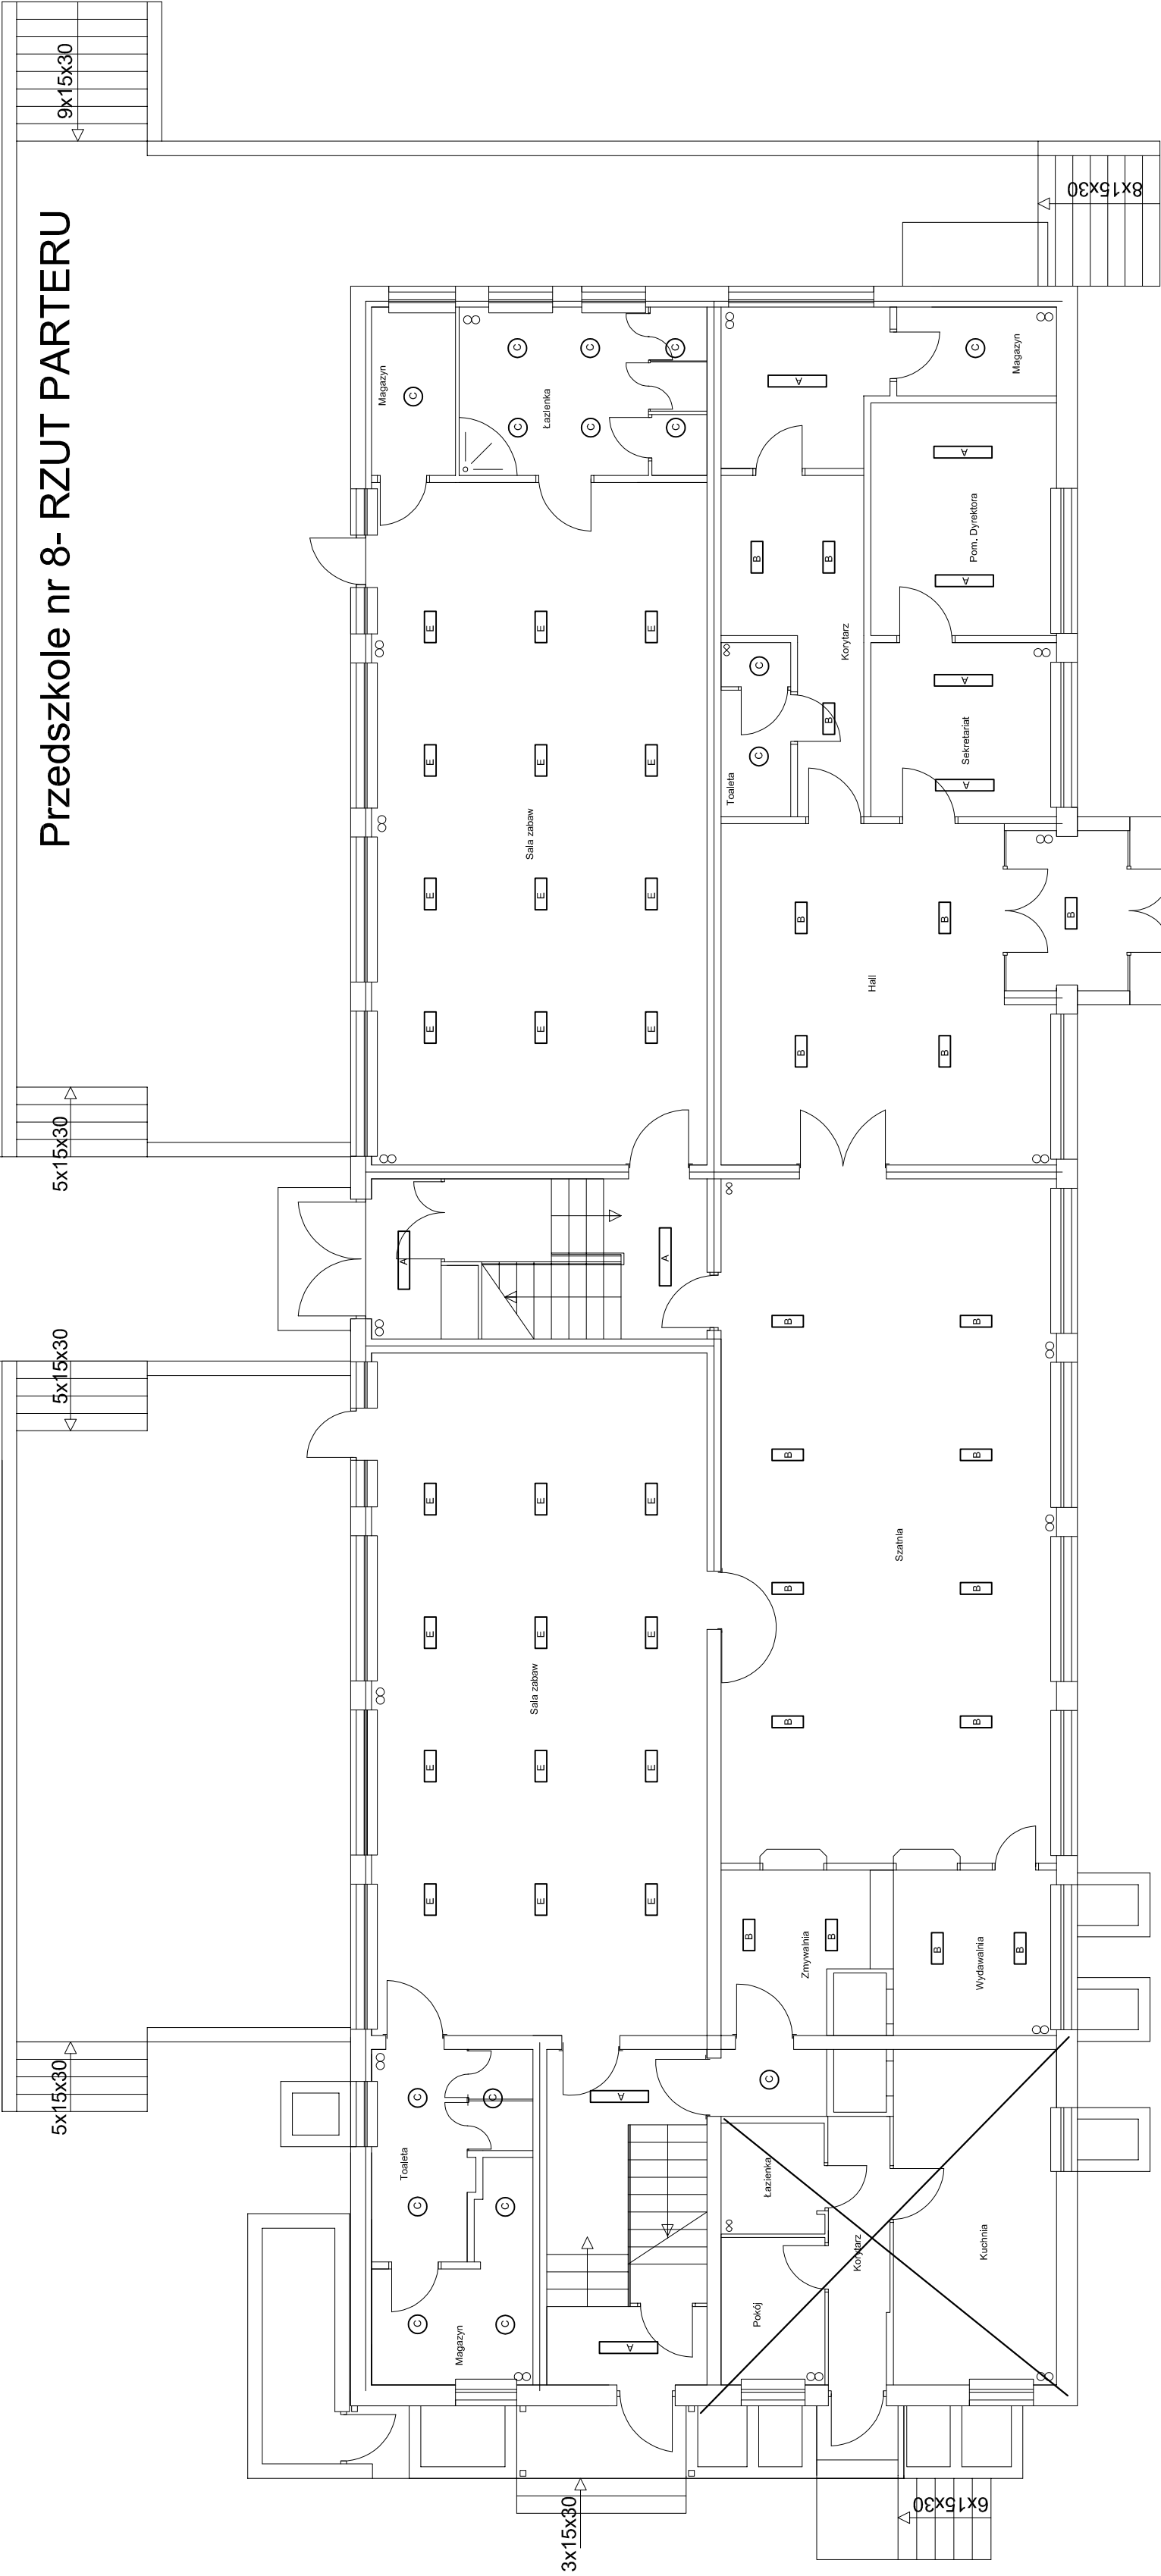 Przedszkole nr 8- RZUT PARTERU
9x15x30
8x15x30
5x15x30
5x15x30
5x15x30
3x15x30
6x15x30
Magazyn
C
Łazienka
C
C
C
C
C
C
A
Magazyn
C
Pom. Dyrektora
A
A
Korytarz
B
B
B
Toaleta
C
C
Sekretariat
A
A
Sala zabaw
E
E
E
E
E
E
E
E
E
E
E
E
Hall
B
B
B
B
B
A
A
Sala zabaw
E
E
E
E
E
E
E
E
E
E
E
E
Szatnia
B
B
B
B
B
B
B
B
Zmywalnia
B
B
Wydawalnia
B
B
C
Toaleta
C
C
C
Magazyn
C
C
C
A
A
Łazienka
Pokój
Korytarz
Kuchnia